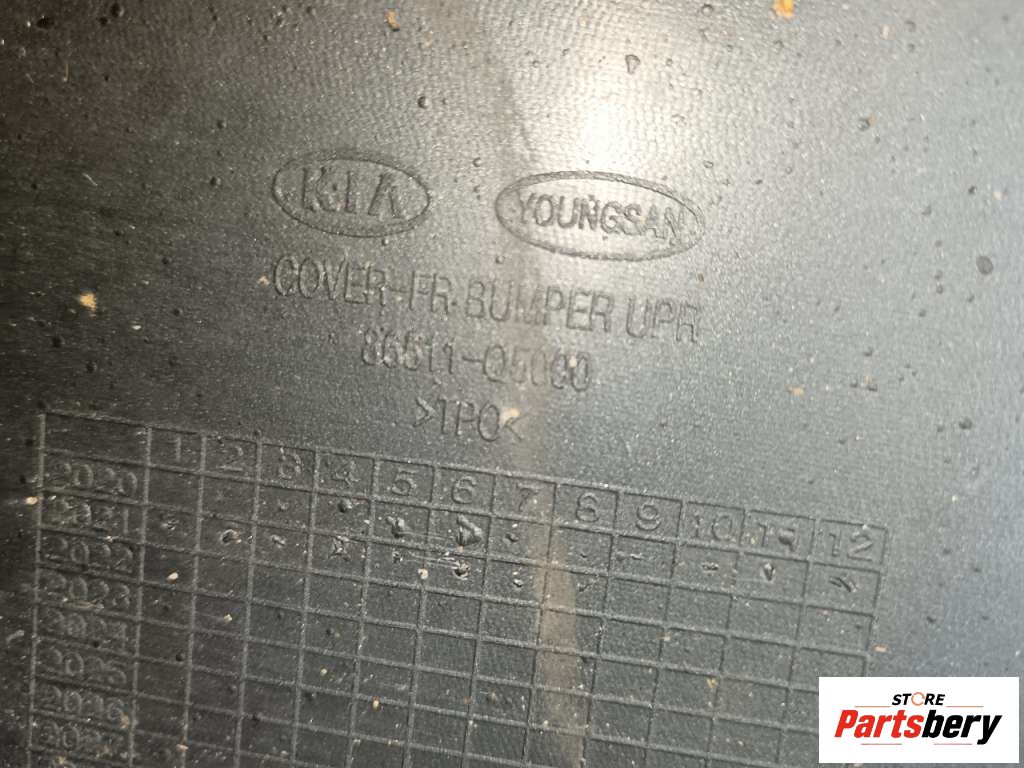 KIA YOUNGSAN
COVER-FR BUMPER UPR
86511-Q5000
>TPO<
1 2 3 4 5 6 7 8 9 10 11 12
2020
2021
2022
2023
2024
2025
2026
2027
STORE
Partsbery